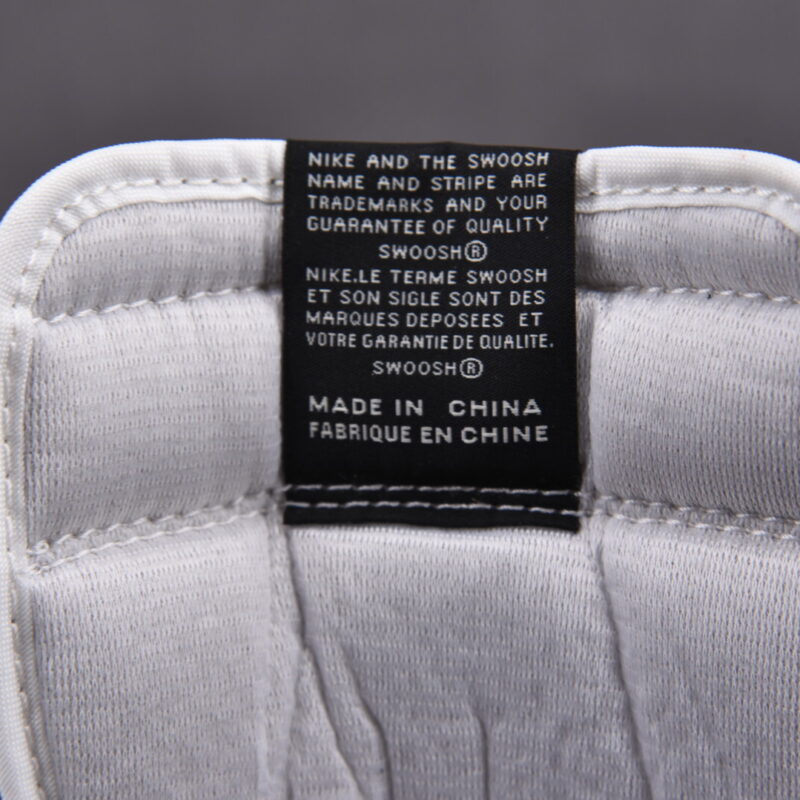 NIKE AND THE SWOOSH
NAME AND STRIPE ARE
TRADEMARKS AND YOUR
GUARANTEE OF QUALITY
SWOOSH®
NIKE.LE TERME SWOOSH
ET SON SIGLE SONT DES
MARQUES DEPOSEES ET
VOTRE GARANTIE DE QUALITE.
SWOOSH®
MADE IN CHINA
FABRIQUE EN CHINE